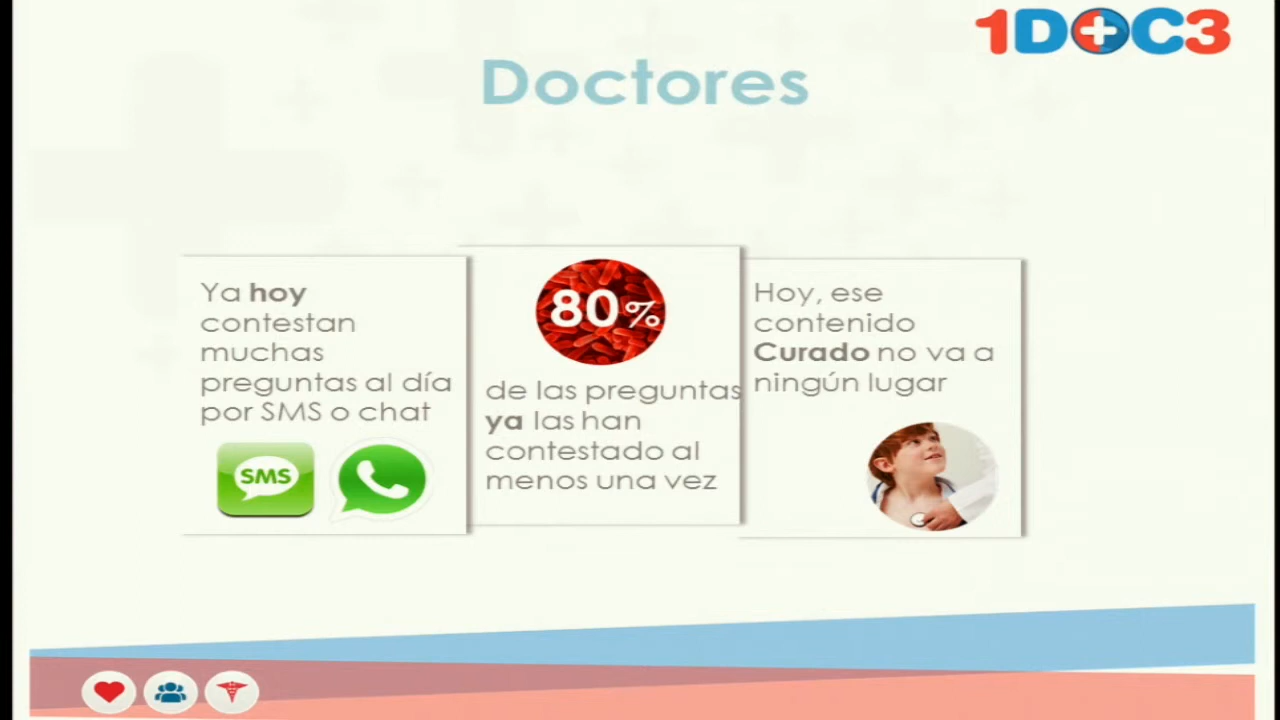 1DOC3
Doctores
Ya hoy
contestan
muchas
preguntas al día
por SMS o chat
SMS
80%
de las preguntas
ya las han
contestado al
menos una vez
Hoy, ese
contenido
Curado no va a
ningún lugar